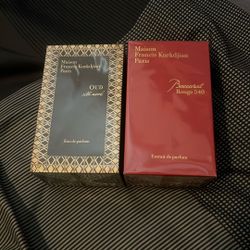 Maison
Francis Kurkdjian
Paris
OUD
silk mood
Eau de parfum
Maison
Francis Kurkdjian
Paris
Baccarat
Rouge 540
Extrait de parfum